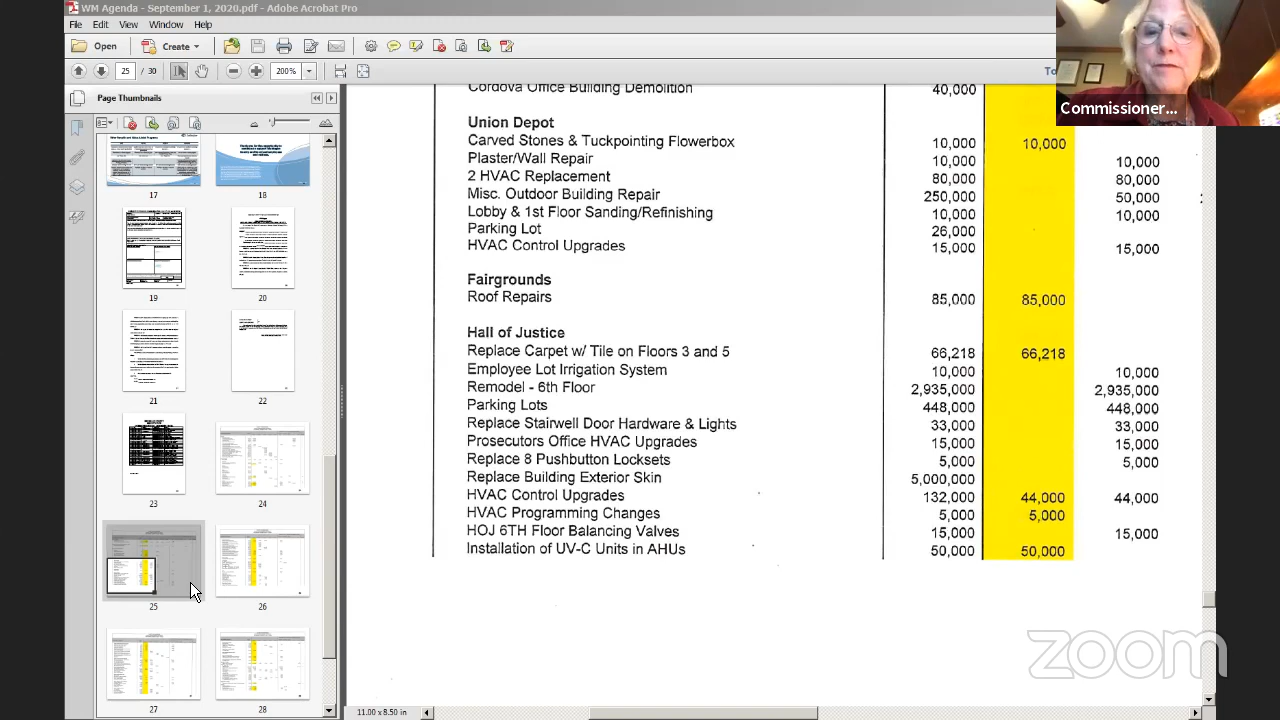 WM Agenda - September 1, 2020.pdf - Adobe Acrobat Pro
File Edit View Window Help
Open Create
25 / 30 200% To
Page Thumbnails
17 18
19 20
21 22
23 24
25 26
27 28
Cordova Office Building Demolition 40,000
Union Depot
Carved Stones & Tuckpointing Flowerbox 10,000 10,000
Plaster/Wall Repair 10,000 10,000
2 HVAC Replacement 80,000 80,000
Misc. Outdoor Building Repair 250,000 50,000
Lobby & 1st Floor Sanding/Refinishing 10,000 10,000
Parking Lot 26,000
HVAC Control Upgrades 15,000 15,000
Fairgrounds
Roof Repairs 85,000 85,000
Hall of Justice
Replace Carpet w/ Tile on Floors 3 and 5 66,218 66,218
Employee Lot Irrigation System 10,000 10,000
Remodel - 6th Floor 2,935,000 2,935,000
Parking Lots 448,000 448,000
Replace Stairwell Door Hardware & Lights 33,000 33,000
Prosecutors Office HVAC Upgrades 15,000 15,000
Replace 8 Pushbutton Locksets 5,000 5,000
Replace Building Exterior Skin 5,000,000
HVAC Control Upgrades 132,000 44,000 44,000
HVAC Programming Changes 5,000 5,000
HOJ 6TH Floor Balancing Valves 15,000 15,000
Installation of UV-C Units in AHUs 50,000 50,000
11.00 x 8.50 in
Commissioner...
zoom